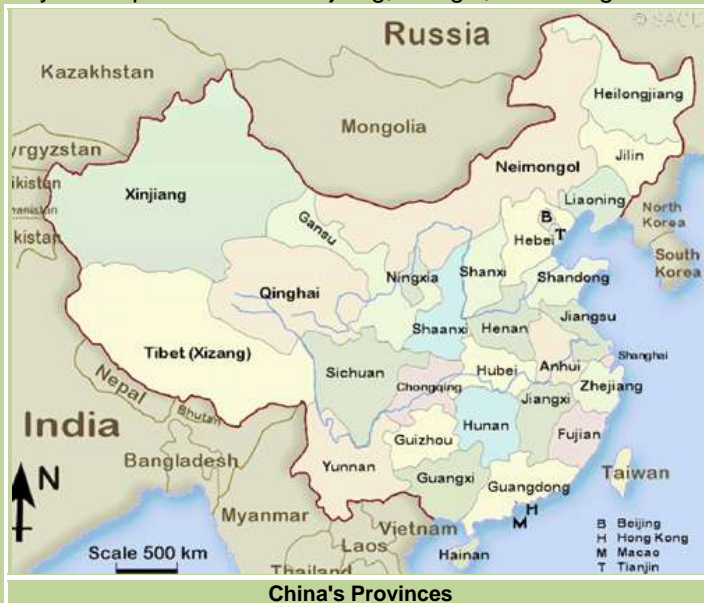 © SACU
Russia
Kazakhstan
Mongolia
Heilongjiang
Jilin
Neimongol
Liaoning
North
Korea
South
Korea
Xinjiang
Gansu
B
Hebei T
Ningxia
Shanxi
Shandong
Qinghai
Shaanxi
Henan
Jiangsu
Tibet (Xizang)
Sichuan
Chongqing
Hubei
Anhui
Shanghai
Zhejiang
Jiangxi
Nepal
Bhutan
India
Hunan
Fujian
Guizhou
Bangladesh
Yunnan
Guangxi
Guangdong
Taiwan
N
H
M
Myanmar
Vietnam
Laos
Hainan
Thailand
Scale 500 km
B Beijing
H Hong Kong
M Macao
T Tianjin
China's Provinces